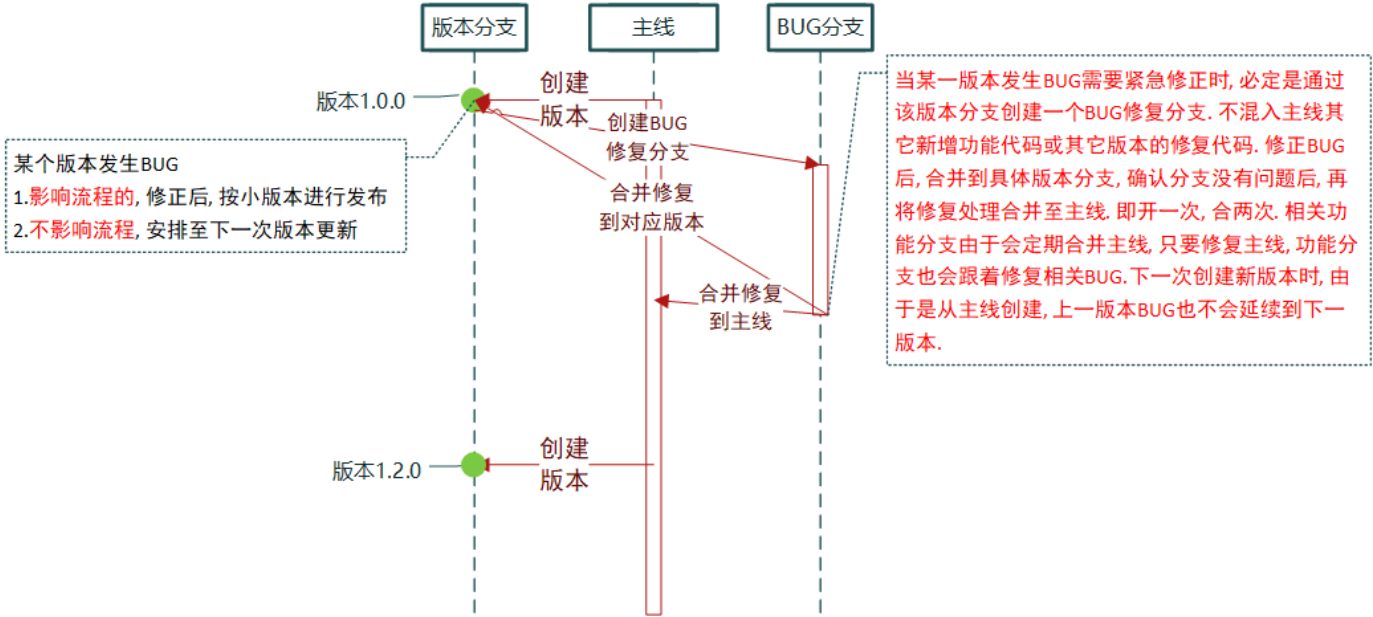 版本分支
主线
BUG分支
版本1.0.0
创建
版本
创建BUG
修复分支
合并修复
到对应版本
合并修复
到主线
某个版本发生BUG
1.影响流程的, 修正后, 按小版本进行发布
2.不影响流程, 安排至下一次版本更新
当某一版本发生BUG需要紧急修正时, 必定是通过
该版本分支创建一个BUG修复分支. 不混入主线其
它新增功能代码或其它版本的修复代码. 修正BUG
后, 合并到具体版本分支, 确认分支没有问题后, 再
将修复处理合并至主线. 即开一次, 合两次. 相关功
能分支由于会定期合并主线, 只要修复主线, 功能分
支也会跟着修复相关BUG.下一次创建新版本时, 由
于是从主线创建, 上一版本BUG也不会延续到下一
版本.
版本1.2.0
创建
版本